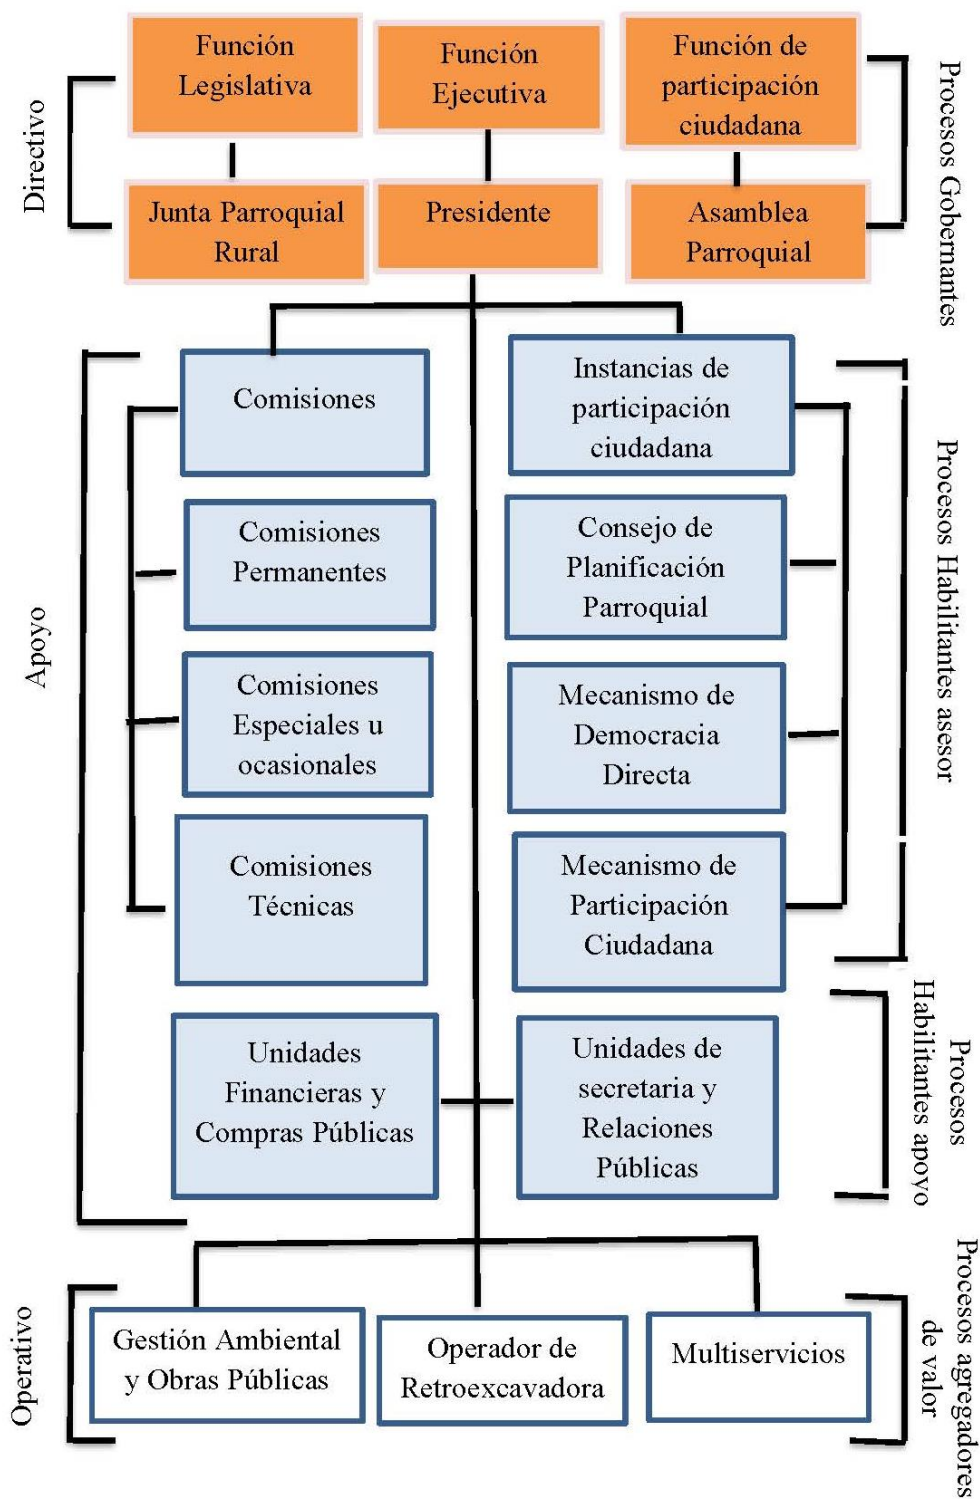 Función
Legislativa
Función
Ejecutiva
Función de
participación
ciudadana
Directivo
Procesos Gobernantes
Junta Parroquial
Rural
Presidente
Asamblea
Parroquial
Comisiones
Instancias de
participación
ciudadana
Comisiones
Permanentes
Consejo de
Planificación
Parroquial
Apoyo
Procesos Habilitantes asesor
Comisiones
Especiales u
ocasionales
Mecanismo de
Democracia
Directa
Comisiones
Técnicas
Mecanismo de
Participación
Ciudadana
Unidades
Financieras y
Compras Públicas
Unidades de
secretaria y
Relaciones
Públicas
Procesos
Habilitantes apoyo
Operativo
Gestión Ambiental
y Obras Públicas
Operador de
Retroexcavadora
Multiservicios
Procesos agregadores
de valor